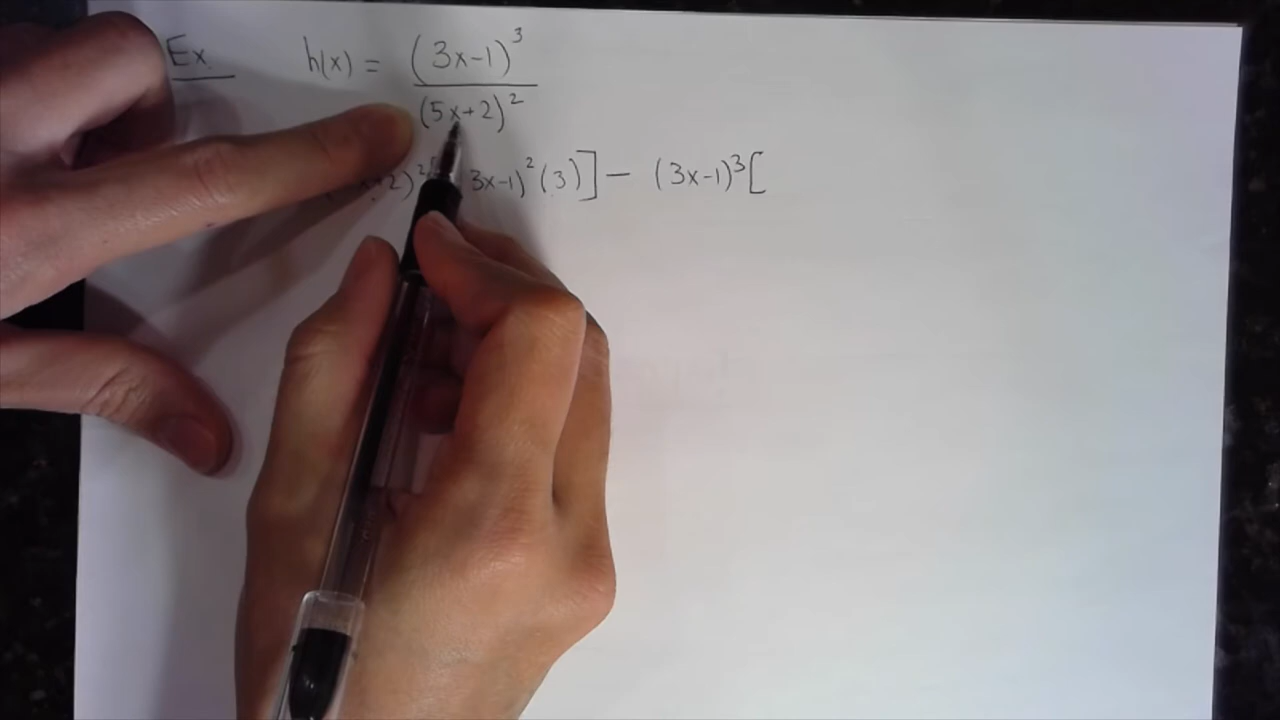 Ex. h(x) = (3x-1)^3 / (5x+2)^2
2)^2 [ 3x-1)^2 (3)] - (3x-1)^3 [